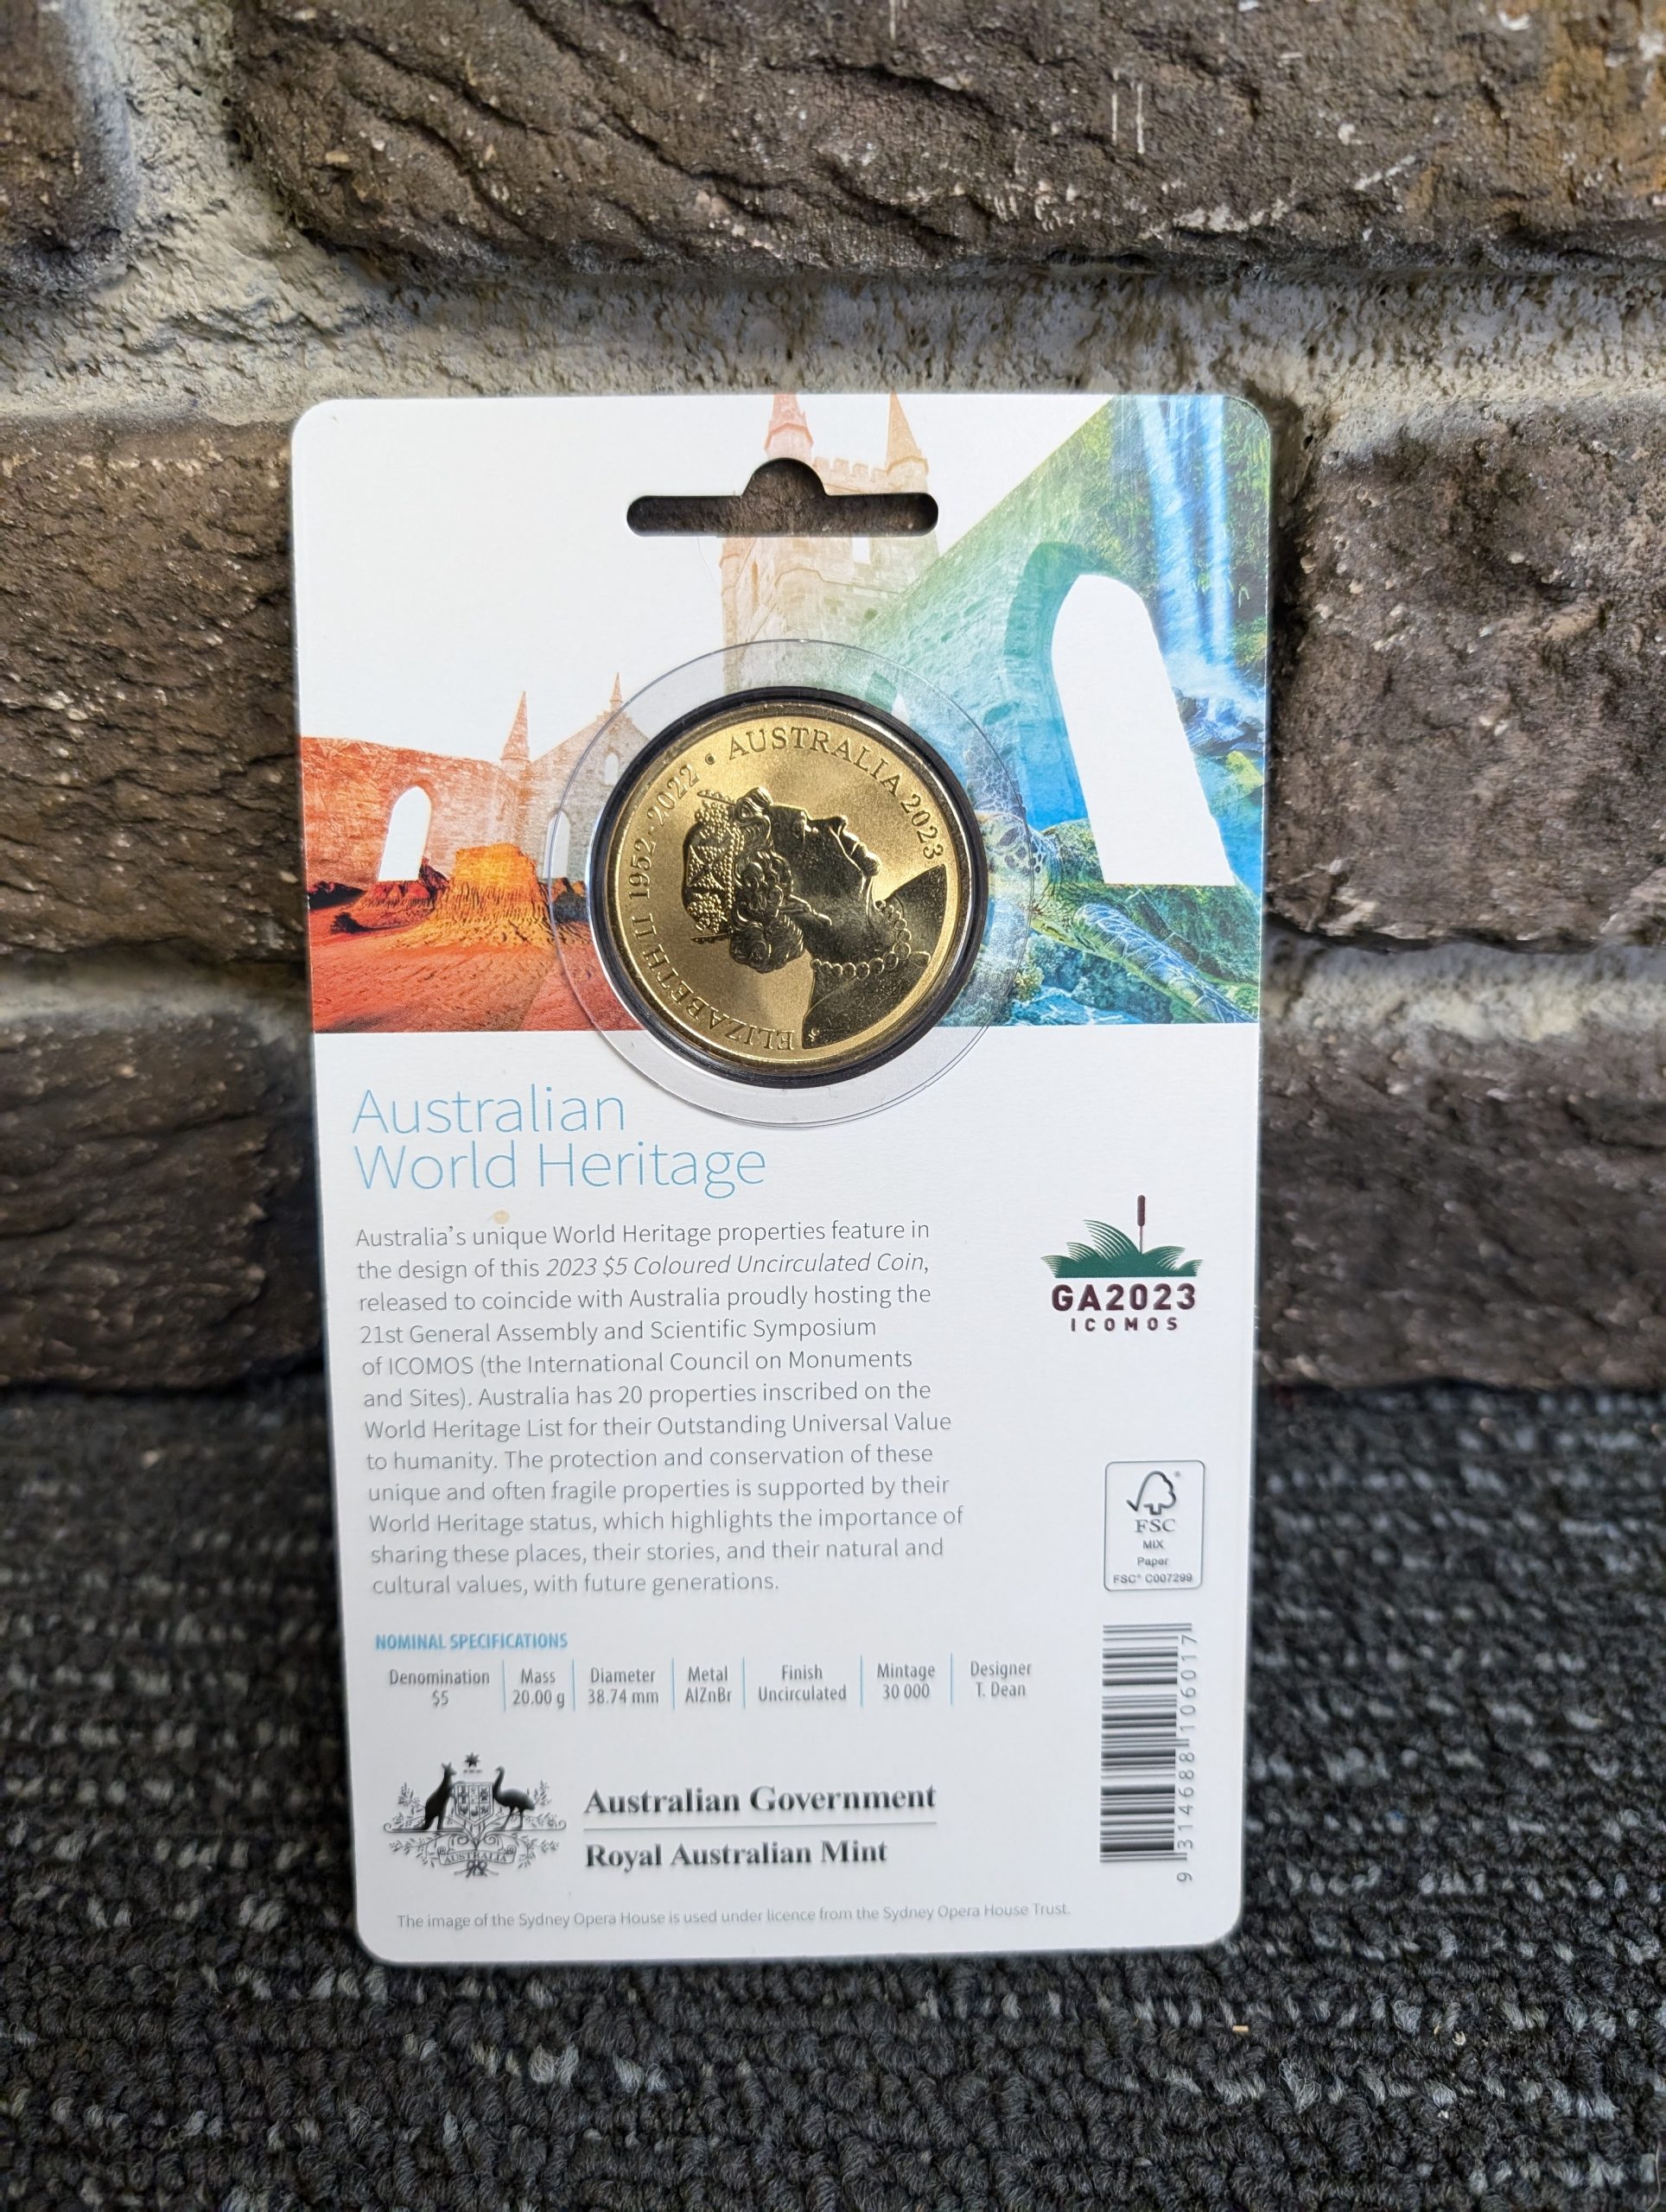 ELIZABETH II 1952-2022 • AUSTRALIA 2023
Australian
World Heritage
Australia's unique World Heritage properties feature in
the design of this 2023 $5 Coloured Uncirculated Coin,
released to coincide with Australia proudly hosting the
21st General Assembly and Scientific Symposium
of ICOMOS (the International Council on Monuments
and Sites). Australia has 20 properties inscribed on the
World Heritage List for their Outstanding Universal Value
to humanity. The protection and conservation of these
unique and often fragile properties is supported by their
World Heritage status, which highlights the importance of
sharing these places, their stories, and their natural and
cultural values, with future generations.
GA2023
ICOMOS
FSC
MIX
Paper
FSC® C007299
NOMINAL SPECIFICATIONS
Denomination Mass Diameter Metal Finish Mintage Designer
$5 20.00 g 38.74 mm AlZnBr Uncirculated 30 000 T. Dean
AUSTRALIA
Australian Government
Royal Australian Mint
9 314688 106017
The image of the Sydney Opera House is used under licence from the Sydney Opera House Trust.